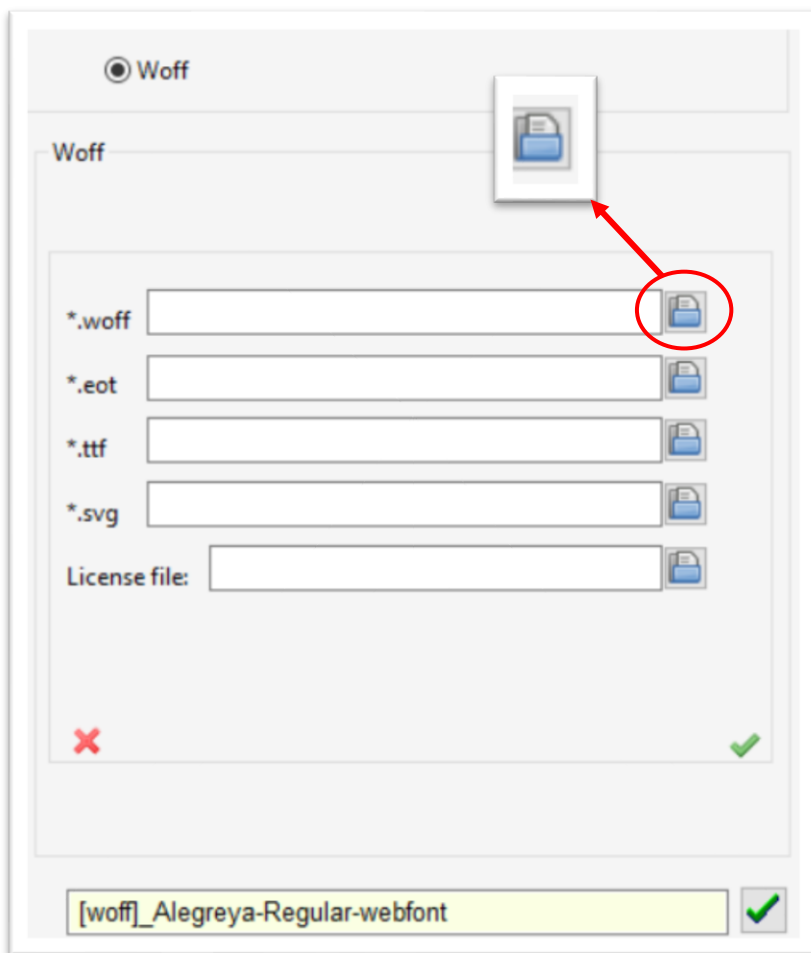 Woff
Woff
*.woff
*.eot
*.ttf
*.svg
License file:
[woff]_Alegreya-Regular-webfont